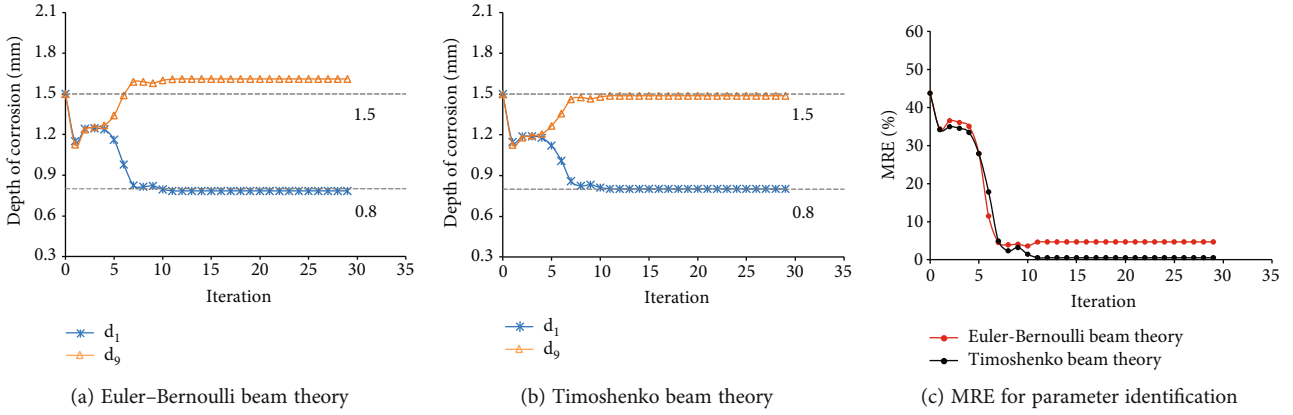 2.1
1.8
1.5
1.2
0.9
0.6
0.3
Depth of corrosion (mm)
1.5
0.8
0 5 10 15 20 25 30 35
Iteration
d1
d9
(a) Euler–Bernoulli beam theory
2.1
1.8
1.5
1.2
0.9
0.6
0.3
Depth of corrosion (mm)
1.5
0.8
0 5 10 15 20 25 30 35
Iteration
d1
d9
(b) Timoshenko beam theory
60
50
40
30
20
10
0
MRE (%)
0 5 10 15 20 25 30 35
Iteration
Euler-Bernoulli beam theory
Timoshenko beam theory
(c) MRE for parameter identification